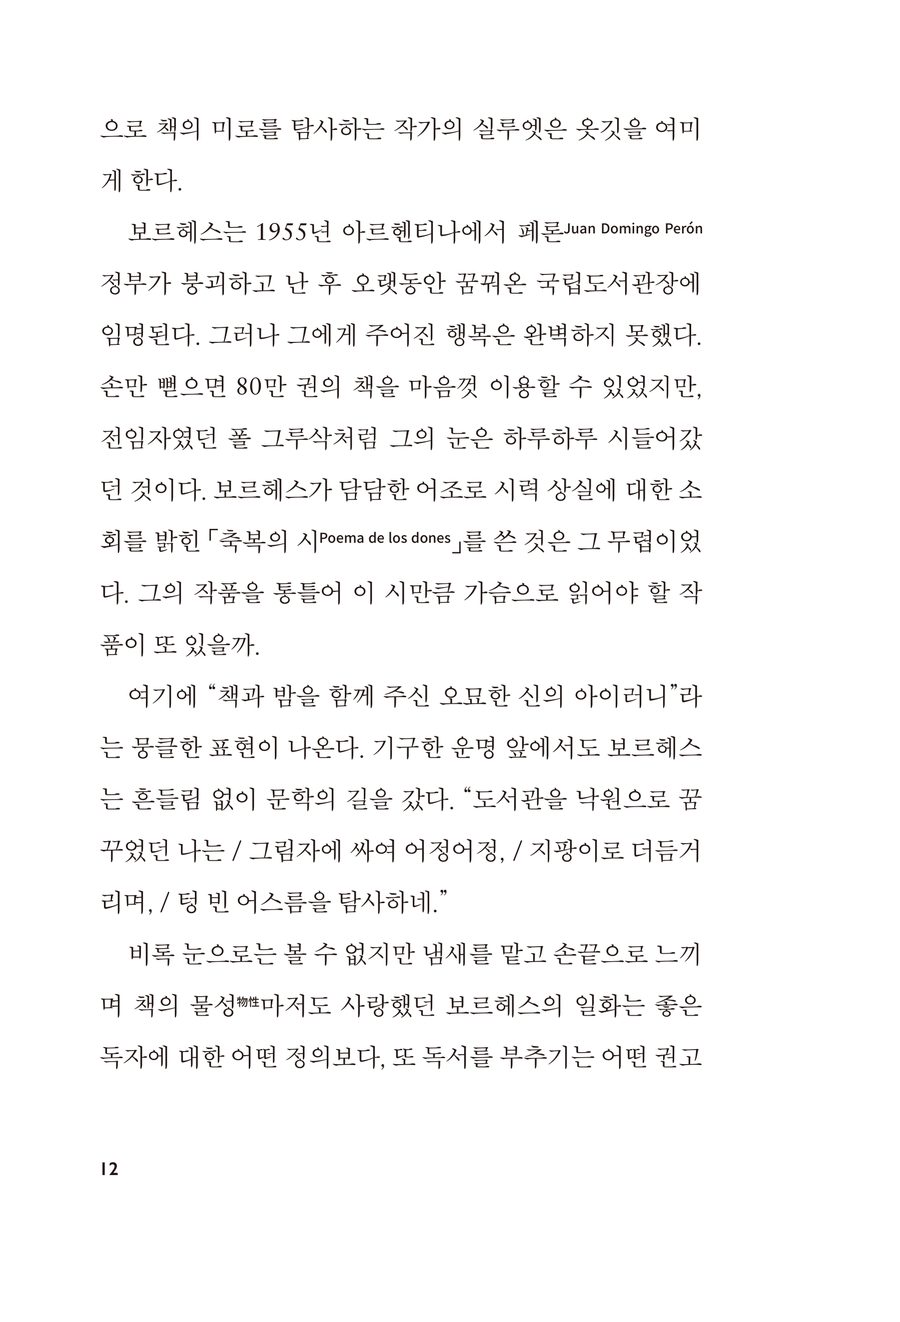 으로 책의 미로를 탐사하는 작가의 실루엣은 옷깃을 여미
게 한다.
보르헤스는 1955년 아르헨티나에서 페론Juan Domingo Perón
정부가 붕괴하고 난 후 오랫동안 꿈꿔온 국립도서관장에
임명된다. 그러나 그에게 주어진 행복은 완벽하지 못했다.
손만 뻗으면 80만 권의 책을 마음껏 이용할 수 있었지만,
전임자였던 폴 그루삭처럼 그의 눈은 하루하루 시들어갔
던 것이다. 보르헤스가 담담한 어조로 시력 상실에 대한 소
회를 밝힌 「축복의 시Poema de los dones」를 쓴 것은 그 무렵이었
다. 그의 작품을 통틀어 이 시만큼 가슴으로 읽어야 할 작
품이 또 있을까.
여기에 “책과 밤을 함께 주신 오묘한 신의 아이러니”라
는 뭉클한 표현이 나온다. 기구한 운명 앞에서도 보르헤스
는 흔들림 없이 문학의 길을 갔다. “도서관을 낙원으로 꿈
꾸었던 나는 / 그림자에 싸여 어정어정, / 지팡이로 더듬거
리며, / 텅 빈 어스름을 탐사하네.”
비록 눈으로는 볼 수 없지만 냄새를 맡고 손끝으로 느끼
며 책의 물성物性마저도 사랑했던 보르헤스의 일화는 좋은
독자에 대한 어떤 정의보다, 또 독서를 부추기는 어떤 권고
12